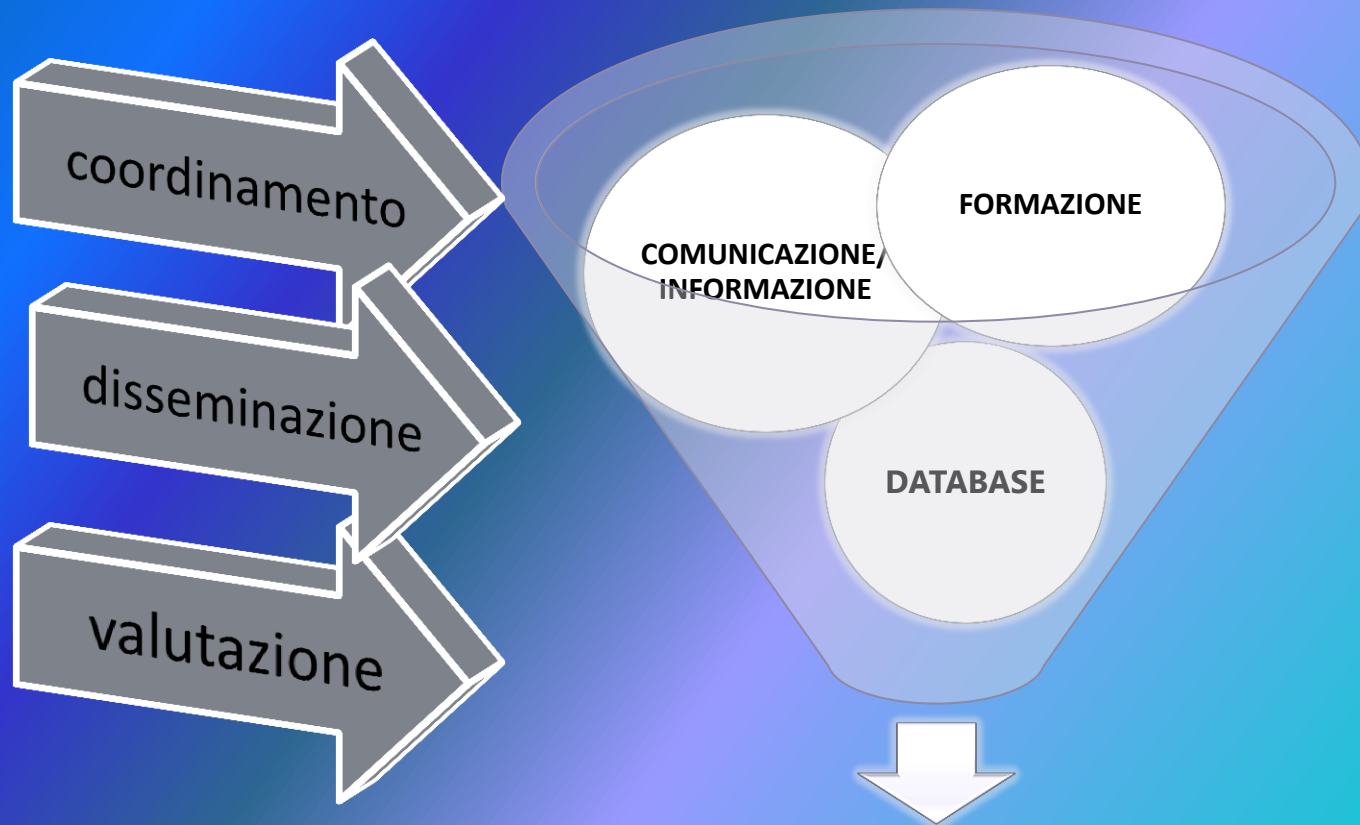 coordinamento
disseminazione
valutazione
COMUNICAZIONE/
INFORMAZIONE
FORMAZIONE
DATABASE